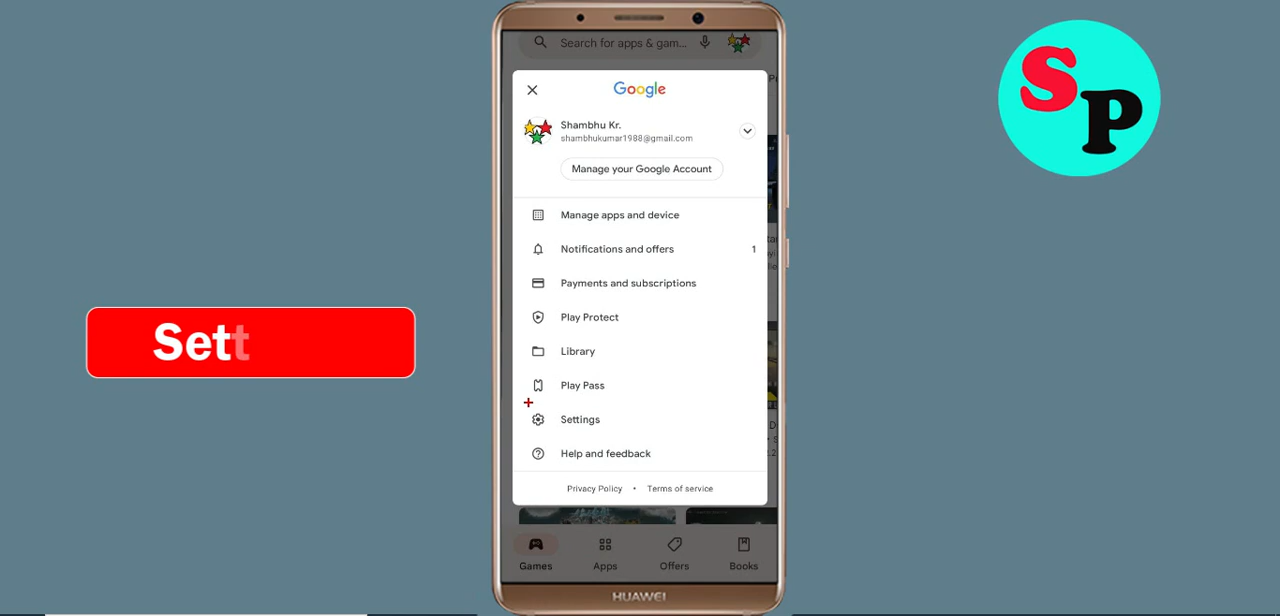 Search for apps & gam...
Google
Shambhu Kr.
shambhukumar1988@gmail.com
Manage your Google Account
Manage apps and device
Notifications and offers 1
Payments and subscriptions
Play Protect
Library
Play Pass
Settings
Help and feedback
Privacy Policy • Terms of service
Games Apps Offers Books
HUAWEI
Sett
SP